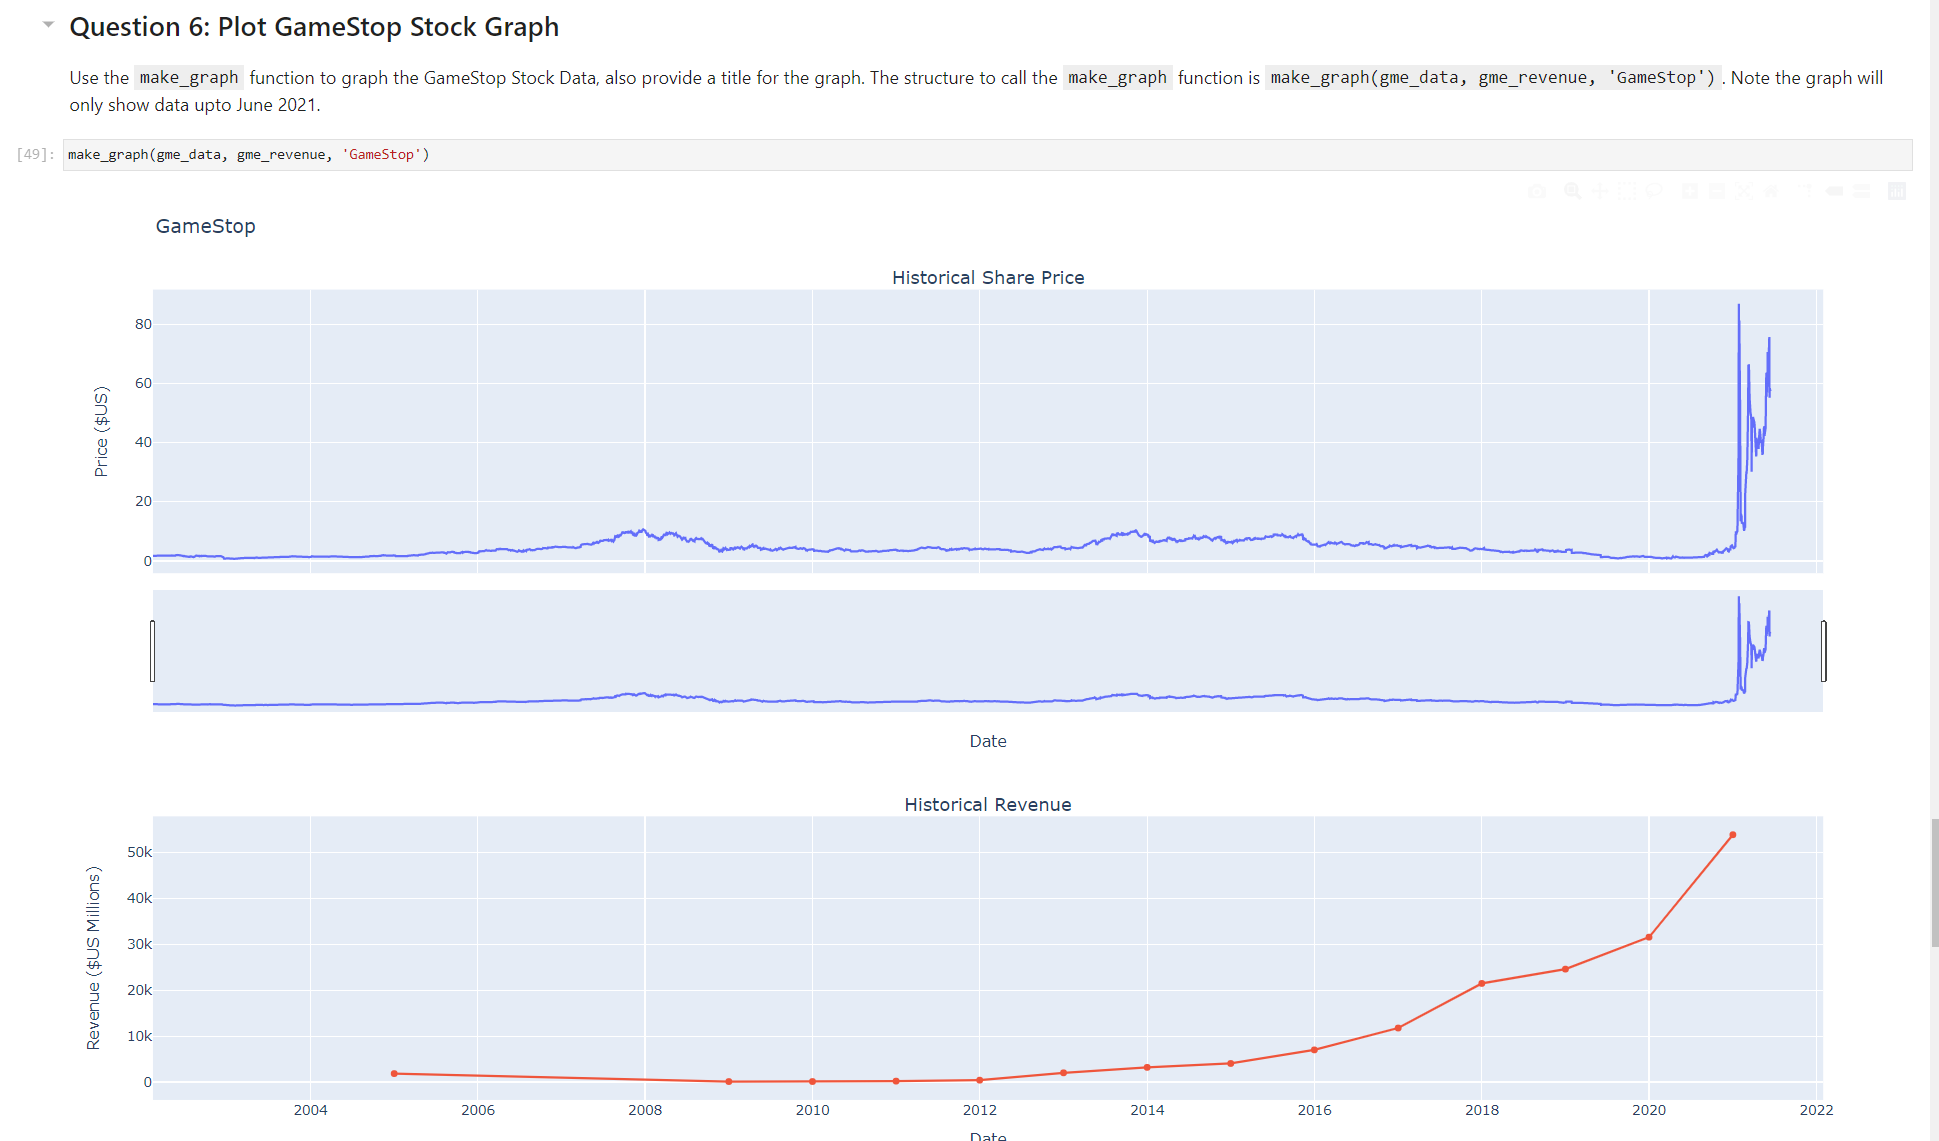 Question 6: Plot GameStop Stock Graph
Use the make_graph function to graph the GameStop Stock Data, also provide a title for the graph. The structure to call the make_graph function is make_graph(gme_data, gme_revenue, 'GameStop') . Note the graph will
only show data upto June 2021.
[49]: make_graph(gme_data, gme_revenue, 'GameStop')
GameStop
Historical Share Price
80
60
40
20
0
Price ($US)
Date
Historical Revenue
50k
40k
30k
20k
10k
0
Revenue ($US Millions)
2004 2006 2008 2010 2012 2014 2016 2018 2020 2022
Date